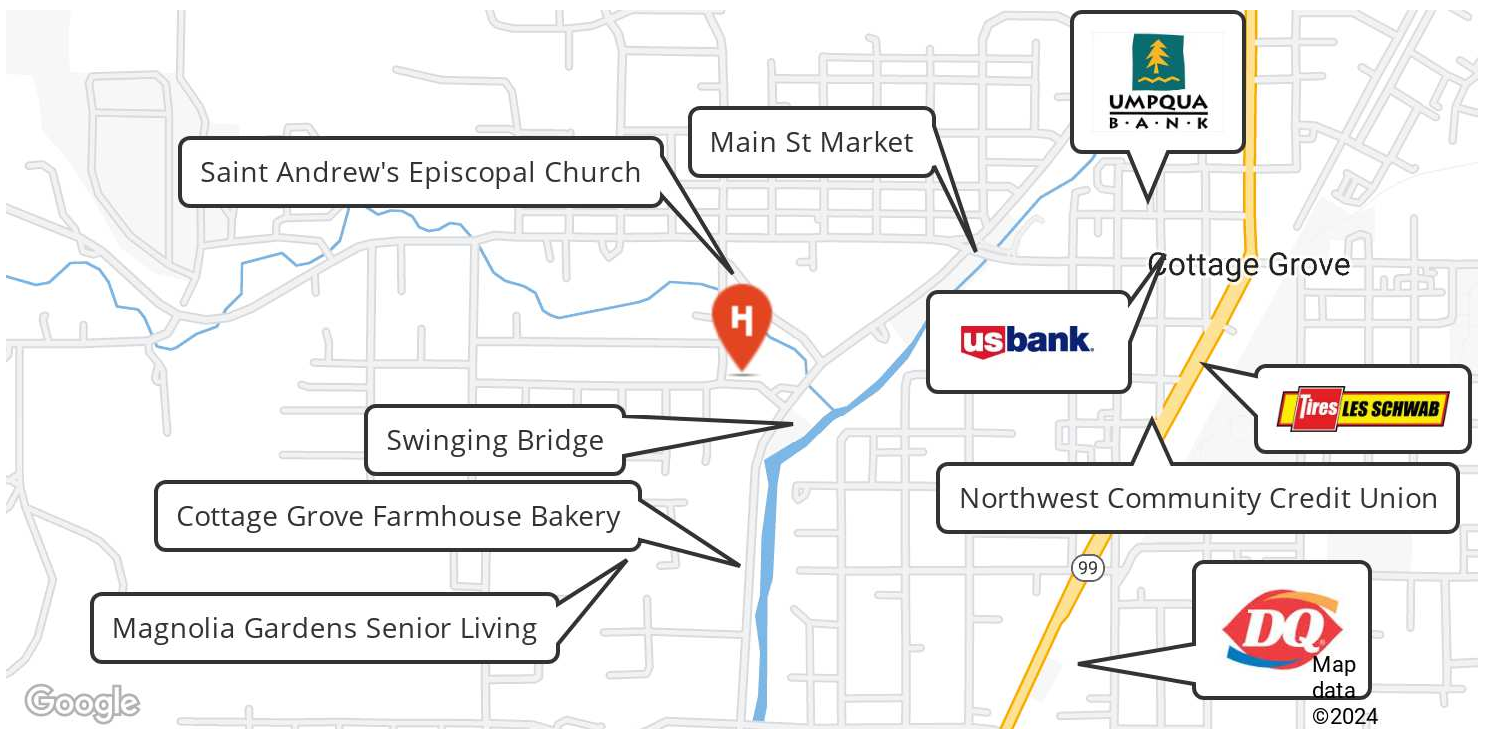 UMPQUA
B·A·N·K
Main St Market
Saint Andrew's Episcopal Church
Cottage Grove
H
usbank.
Tires LES SCHWAB
Swinging Bridge
Northwest Community Credit Union
Cottage Grove Farmhouse Bakery
99
Magnolia Gardens Senior Living
DQ
Google
Map
data
©2024